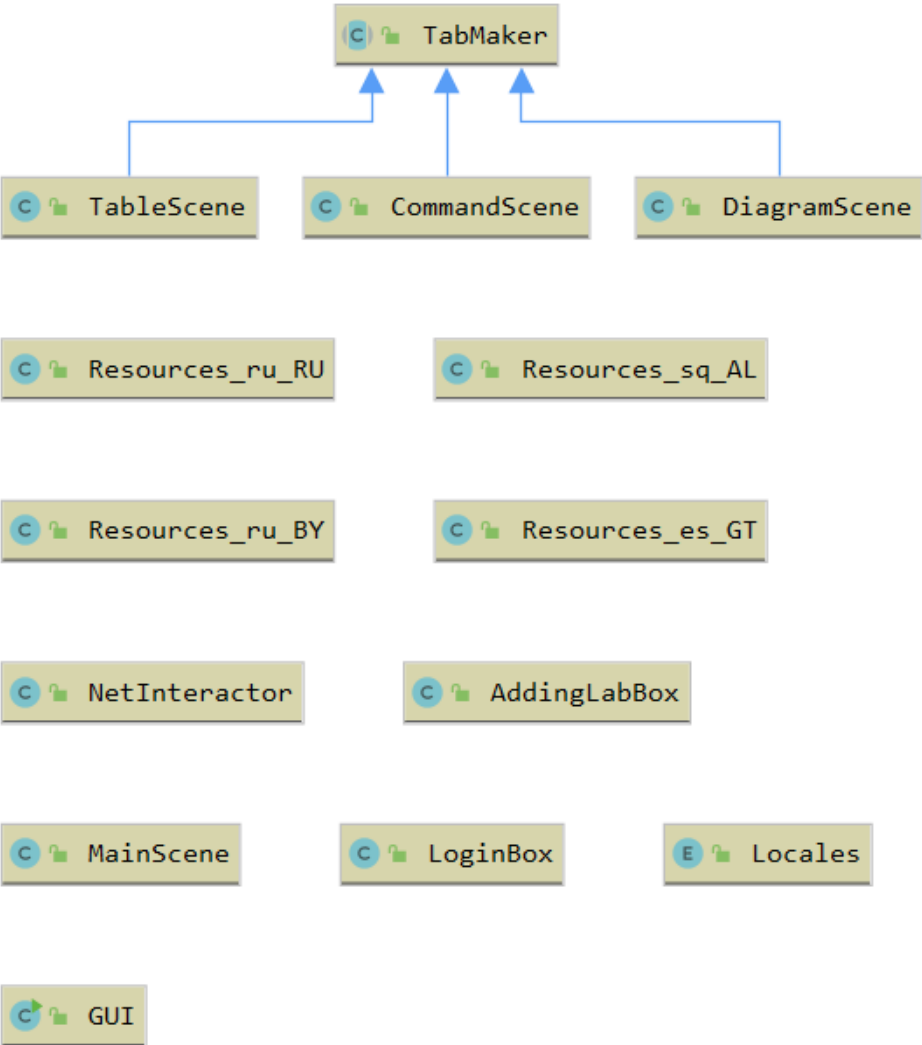 C TabMaker
C TableScene
C CommandScene
C DiagramScene
C Resources_ru_RU
C Resources_sq_AL
C Resources_ru_BY
C Resources_es_GT
C NetInteractor
C AddingLabBox
C MainScene
C LoginBox
E Locales
C GUI